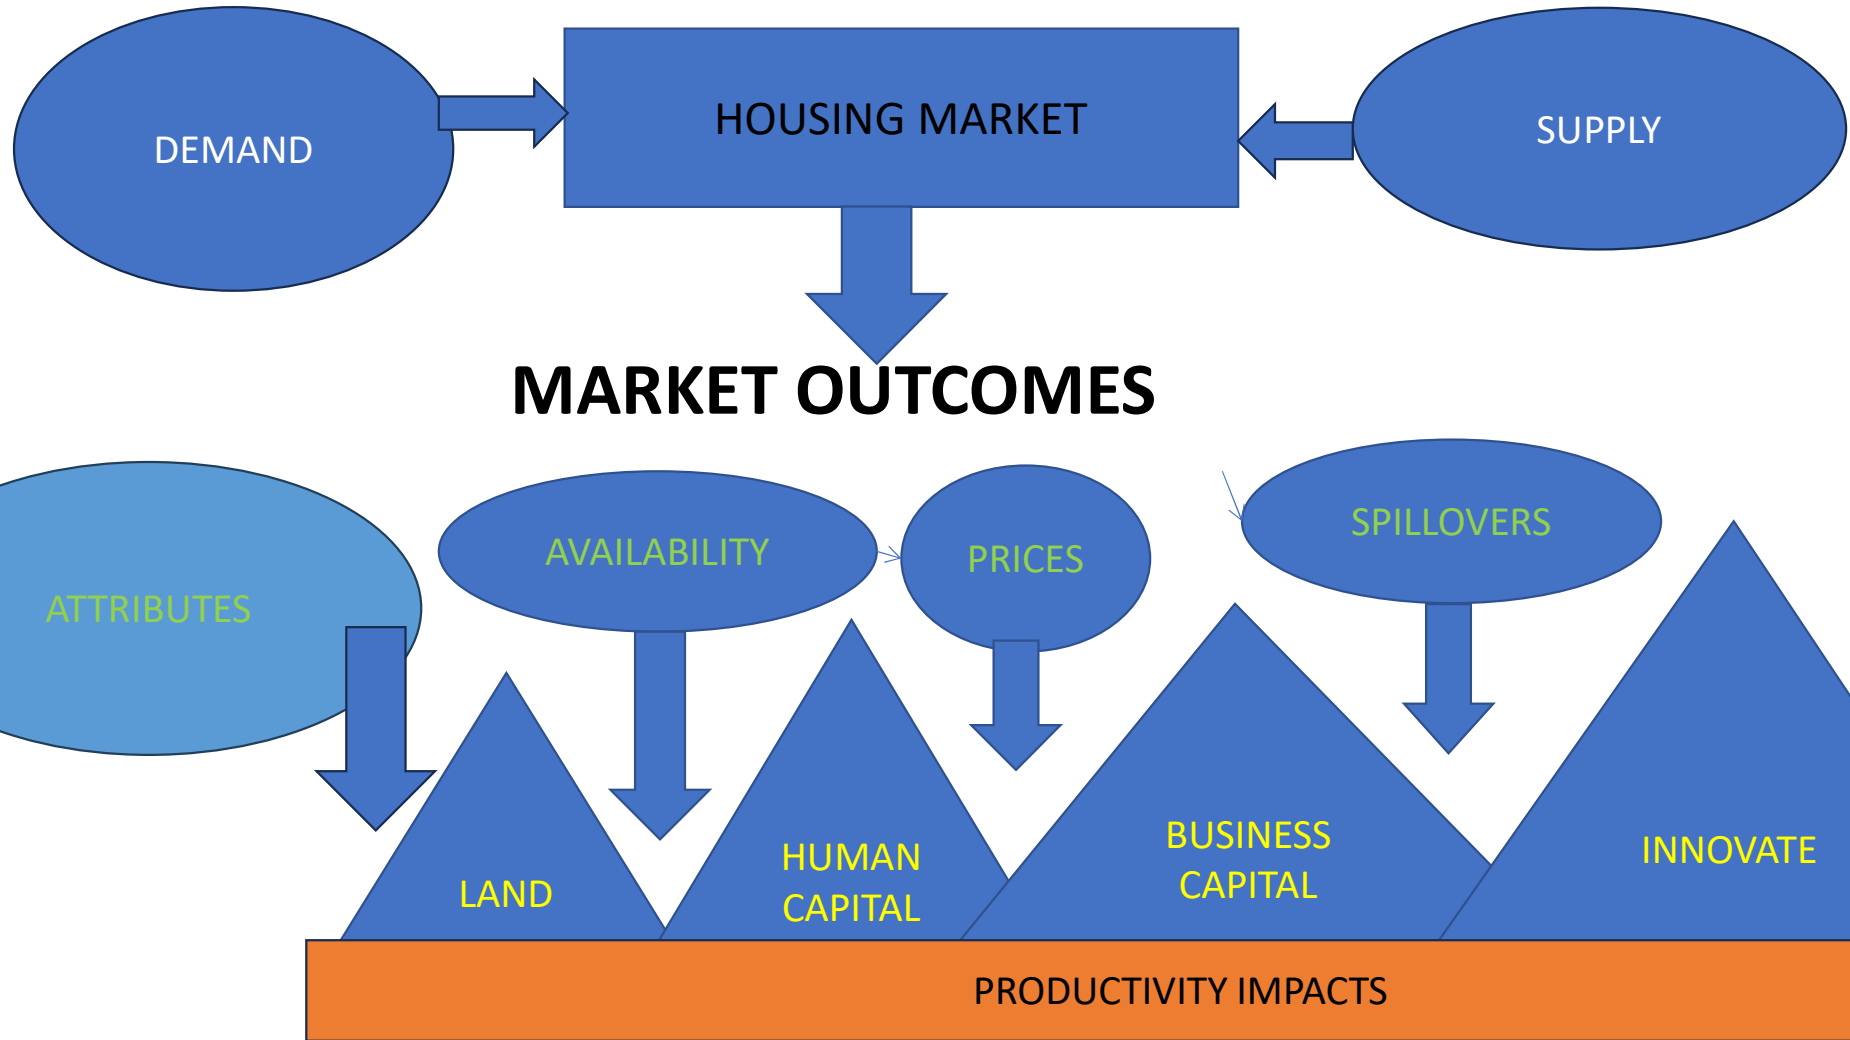 DEMAND
HOUSING MARKET
SUPPLY
MARKET OUTCOMES
ATTRIBUTES
AVAILABILITY
PRICES
SPILLOVERS
LAND
HUMAN
CAPITAL
BUSINESS
CAPITAL
INNOVATE
PRODUCTIVITY IMPACTS